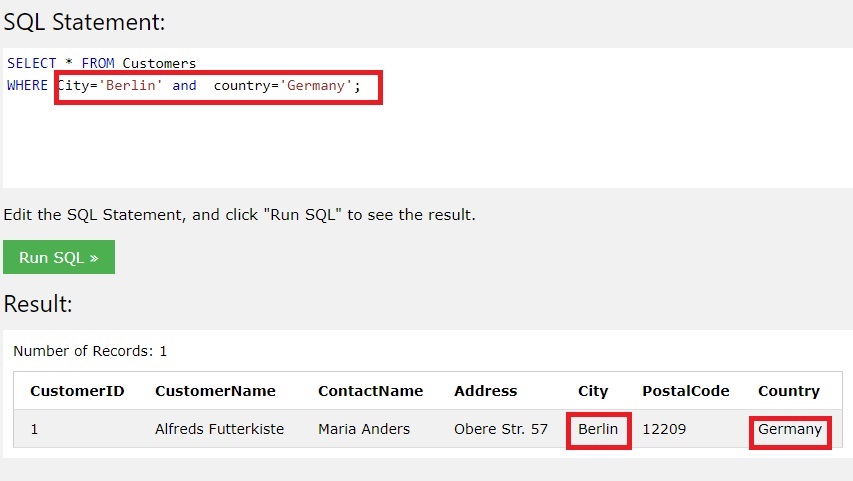 SQL Statement:
SELECT * FROM Customers
WHERE City='Berlin' and  country='Germany';
Edit the SQL Statement, and click "Run SQL" to see the result.
Run SQL »
Result:
Number of Records: 1
CustomerID CustomerName ContactName Address City PostalCode Country
1 Alfreds Futterkiste Maria Anders Obere Str. 57 Berlin 12209 Germany